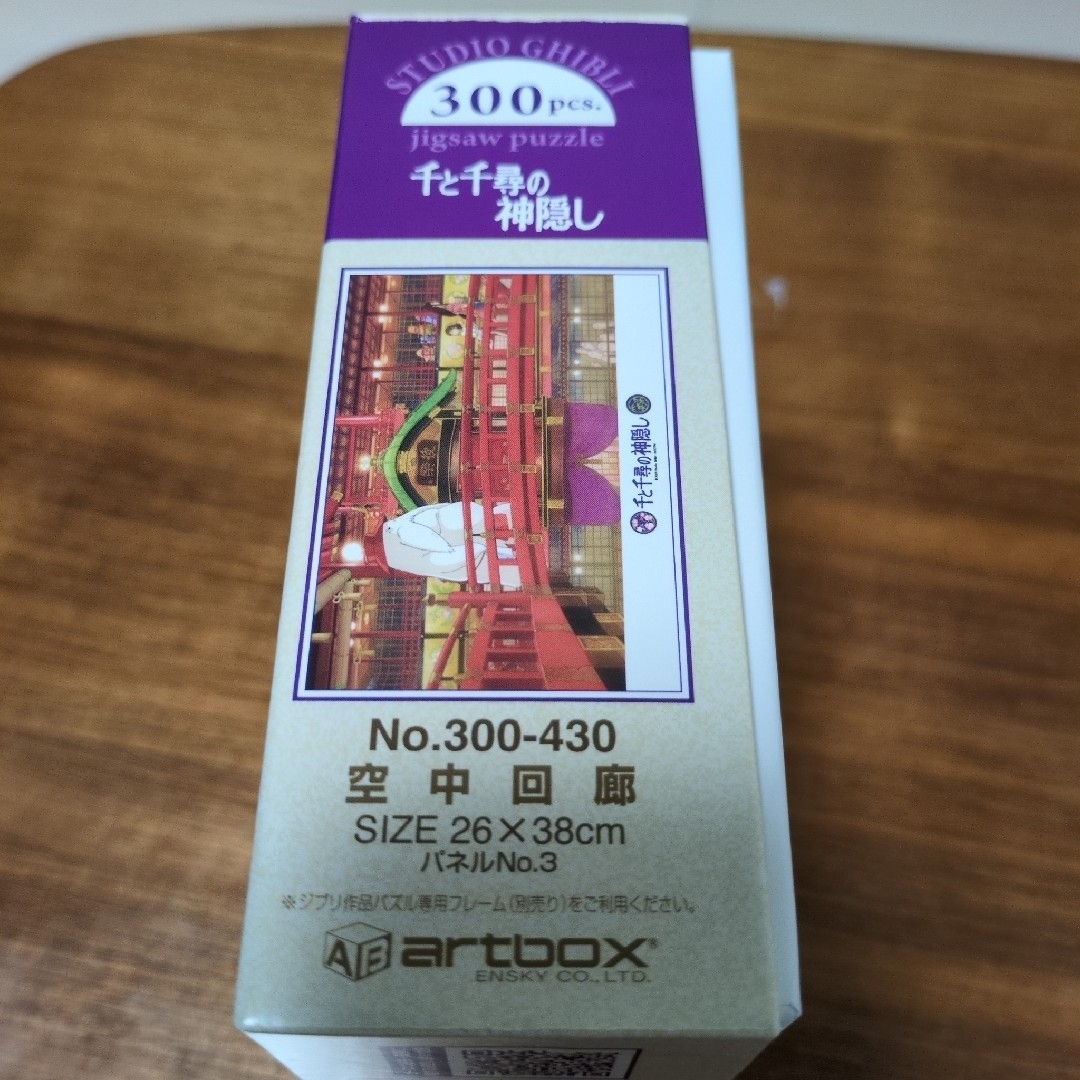 STUDIO GHIBLI
300pcs.
jigsaw puzzle
千と千尋の
神隠し
千と千尋の神隠し
No.300-430
空中回廊
SIZE 26×38cm
パネルNo.3
※ジブリ作品パズル専用フレーム(別売り)をご利用ください。
AB artbox®
ENSKY CO., LTD.